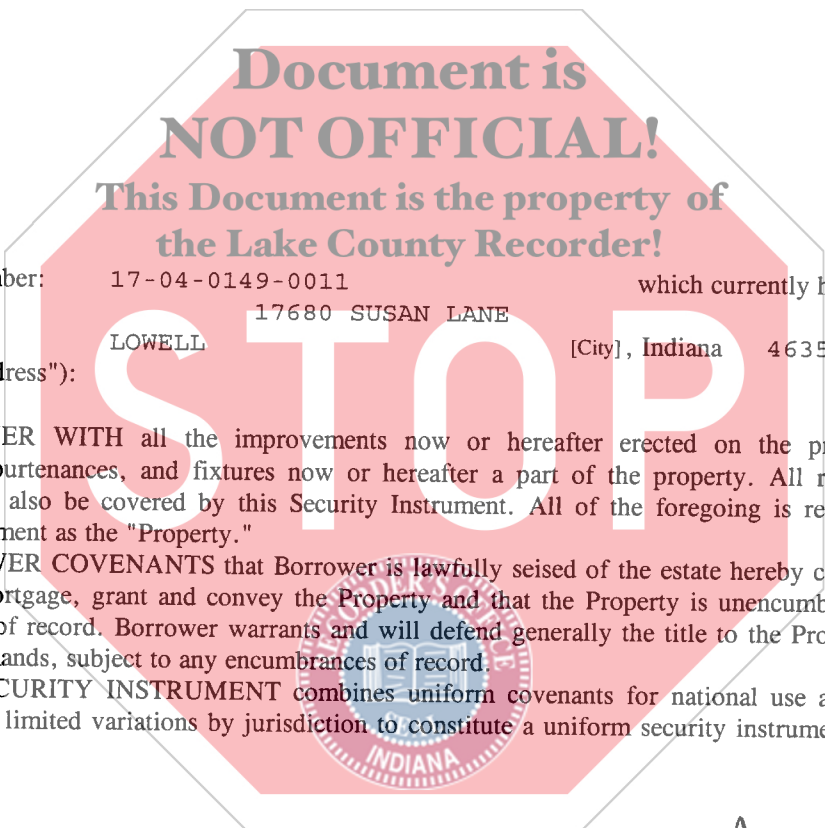 Document is
NOT OFFICIAL!
This Document is the property of
the Lake County Recorder!
ber: 17-04-0149-0011 which currently h
17680 SUSAN LANE
LOWELL [City], Indiana 4635
dress"):
STOP
ER WITH all the improvements now or hereafter erected on the pr
ourtenances, and fixtures now or hereafter a part of the property. All r
also be covered by this Security Instrument. All of the foregoing is re
ment as the "Property."
VER COVENANTS that Borrower is lawfully seised of the estate hereby c
ortgage, grant and convey the Property and that the Property is unencumb
of record. Borrower warrants and will defend generally the title to the Pro
ands, subject to any encumbrances of record.
CURITY INSTRUMENT combines uniform covenants for national use a
limited variations by jurisdiction to constitute a uniform security instrume
RECORDER'S OFFICE
INDIANA